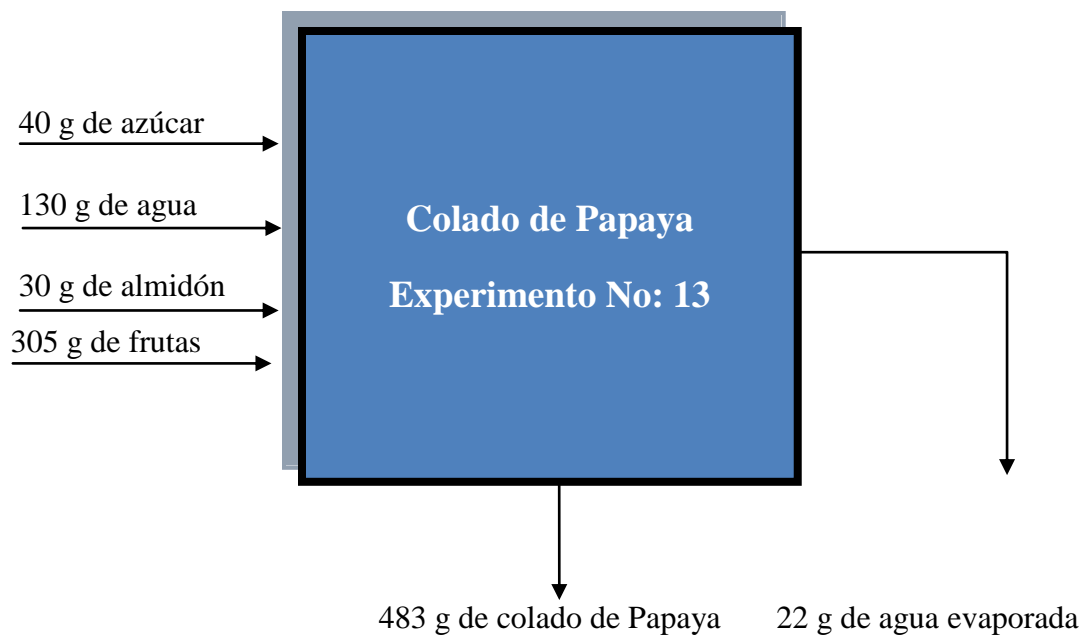 40 g de azúcar
130 g de agua
30 g de almidón
305 g de frutas
Colado de Papaya
Experimento No: 13
483 g de colado de Papaya
22 g de agua evaporada